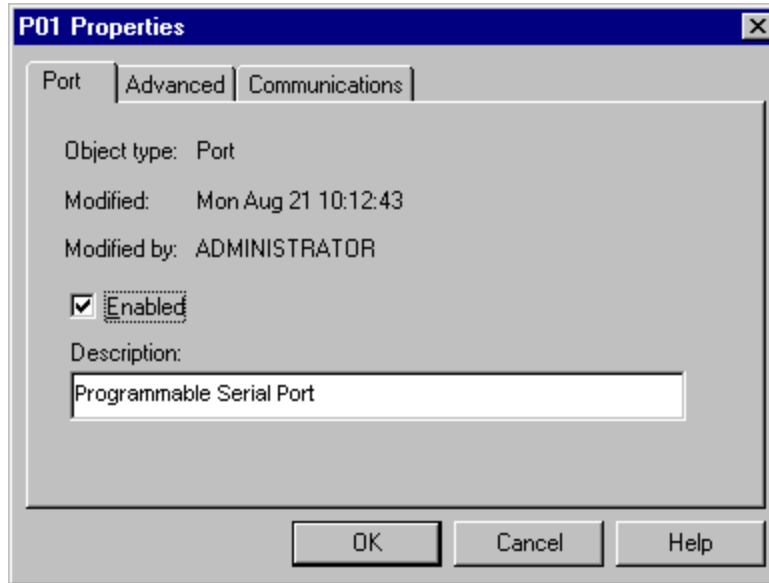 P01 Properties
Port Advanced Communications
Object type: Port
Modified: Mon Aug 21 10:12:43
Modified by: ADMINISTRATOR
Enabled
Description:
Programmable Serial Port
OK Cancel Help